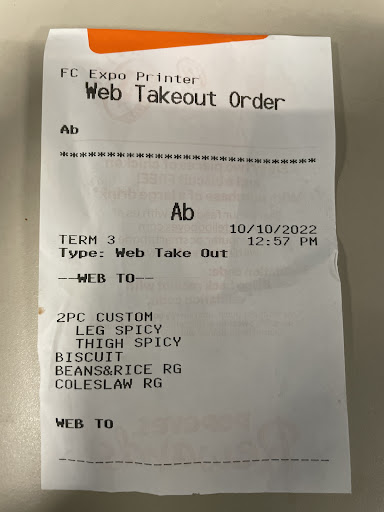 FC Expo Printer
Web Takeout Order
Ab
********************************
Ab
10/10/2022
TERM 3 12:57 PM
Type: Web Take Out
--WEB TO--
2PC CUSTOM
LEG SPICY
THIGH SPICY
BISCUIT
BEANS&RICE RG
COLESLAW RG
WEB TO